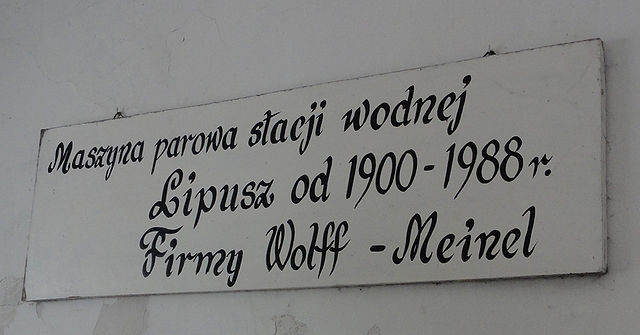 Maszyna parowa stacji wodnej
Lipusz od 1900-1988 r.
Firmy Wolff - Meinel